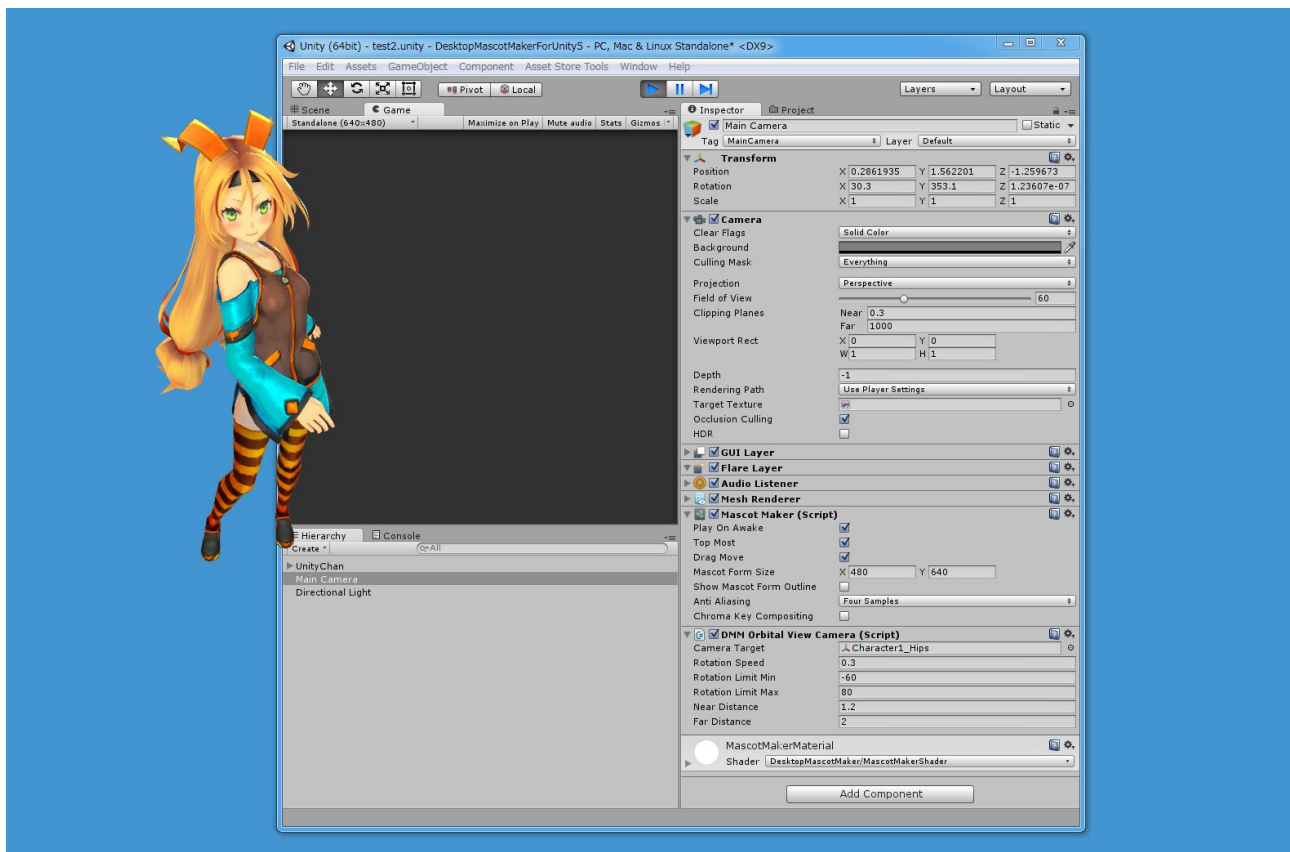 Unity (64bit) - test2.unity - DesktopMascotMakerForUnity5 - PC, Mac & Linux Standalone* <DX9>
File Edit Assets GameObject Component Asset Store Tools Window Help
Pivot Local Layers Layout
Scene Game
Standalone (640x480) Maximize on Play Mute audio Stats Gizmos
Hierarchy Console
Create All
UnityChan
Main Camera
Directional Light
Inspector Project
Main Camera Static
Tag MainCamera Layer Default
Transform
Position X 0.2861935 Y 1.562201 Z -1.259673
Rotation X 30.3 Y 353.1 Z 1.23607e-07
Scale X 1 Y 1 Z 1
Camera
Clear Flags Solid Color
Background
Culling Mask Everything
Projection Perspective
Field of View 60
Clipping Planes Near 0.3
Far 1000
Viewport Rect X 0 Y 0
W 1 H 1
Depth -1
Rendering Path Use Player Settings
Target Texture
Occlusion Culling
HDR
GUI Layer
Flare Layer
Audio Listener
Mesh Renderer
Mascot Maker (Script)
Play On Awake
Top Most
Drag Move
Mascot Form Size X 480 Y 640
Show Mascot Form Outline
Anti Aliasing Four Samples
Chroma Key Compositing
DMM Orbital View Camera (Script)
Camera Target Character1_Hips
Rotation Speed 0.3
Rotation Limit Min -60
Rotation Limit Max 80
Near Distance 1.2
Far Distance 2
MascotMakerMaterial
Shader DesktopMascotMaker/MascotMakerShader
Add Component